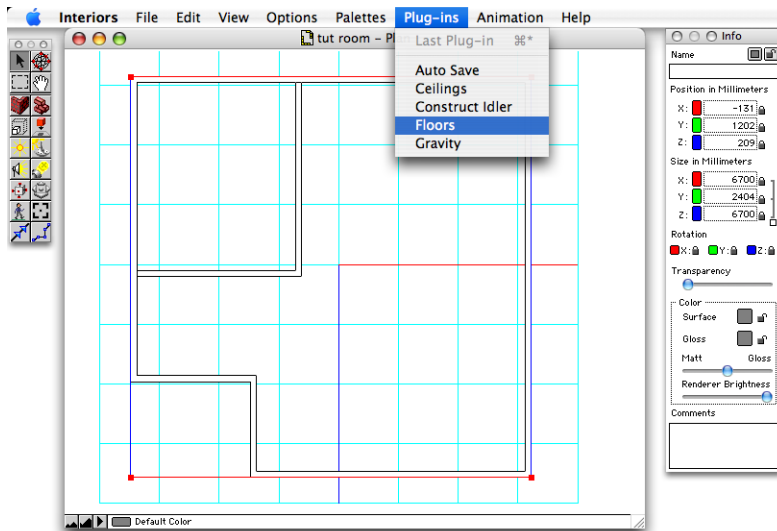 Interiors File Edit View Options Palettes Plug-ins Animation Help
tut room – Pl
Last Plug-in ⌘*
Auto Save
Ceilings
Construct Idler
Floors
Gravity
Default Color
Info
Name
Position in Millimeters
X: -131
Y: 1202
Z: 209
Size in Millimeters
X: 6700
Y: 2404
Z: 6700
Rotation
X: Y: Z:
Transparency
Color
Surface
Gloss
Matt Gloss
Renderer Brightness
Comments